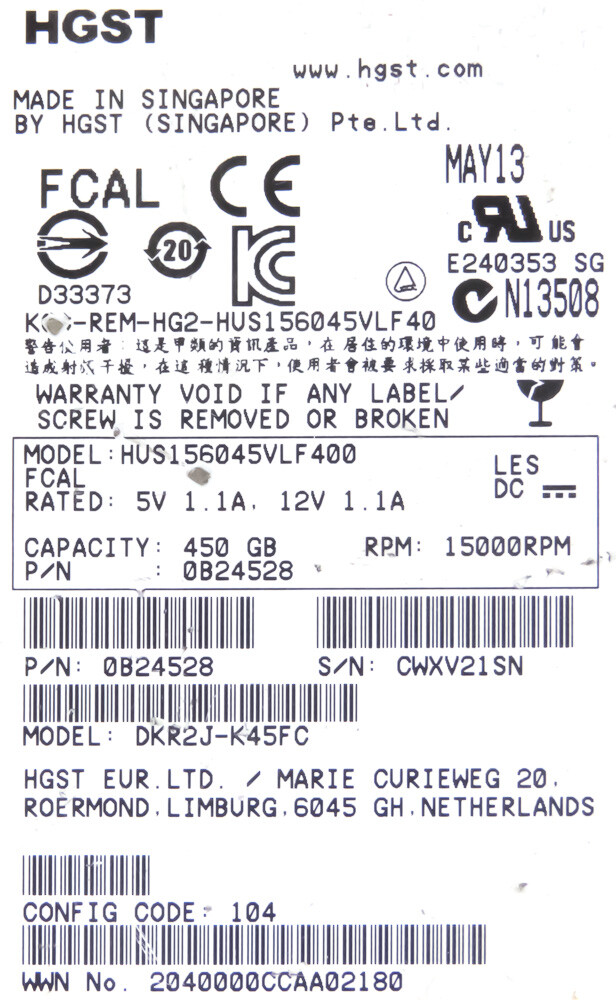 HGST
www.hgst.com
MADE IN SINGAPORE
BY HGST (SINGAPORE) Pte.Ltd.
FCAL CE MAY13
20 C RU US
E240353 SG
D33373 N13508
-REM-HG2-HUS156045VLF40
警告使用者：這是甲類的資訊產品，在居住的環境中使用時，可能會
造成射頻干擾，在這種情況下，使用者會被要求採取某些適當的對策。
WARRANTY VOID IF ANY LABEL/
SCREW IS REMOVED OR BROKEN
MODEL:HUS156045VLF400
FCAL LES
RATED: 5V 1.1A, 12V 1.1A DC
CAPACITY: 450 GB RPM: 15000RPM
P/N : 0B24528
P/N: 0B24528 S/N: CWXV21SN
MODEL: DKR2J-K45FC
HGST EUR.LTD. / MARIE CURIEWEG 20,
ROERMOND,LIMBURG,6045 GH,NETHERLANDS
CONFIG CODE: 104
WWN No. 2040000CCAA02180